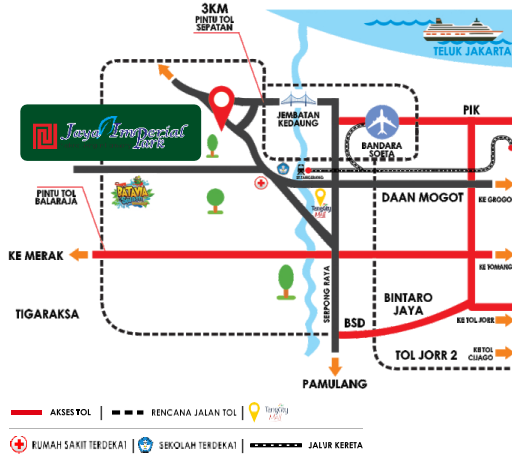 3KM
PINTU TOL
SEPATAN
TELUK JAKARTA
JEMBATAN
KEDAUNG
BANDARA
SOETA
PIK
Jaya Imperial
Park
PINTU TOL
BALARAJA
BATAVIA
TangCity
Mall
DAAN MOGOT
KE GROGOL
KE MERAK
KE TOMANG
TIGARAKSA
SERPONG RAYA
BINTARO
JAYA
BSD
KE TOL JORR
TOL JORR 2
KE TOL
CIJAGO
PAMULANG
AKSES TOL
RENCANA JALAN TOL
TangCity
Mall
RUMAH SAKIT TERDEKAT
SEKOLAH TERDEKAT
JALUR KERETA